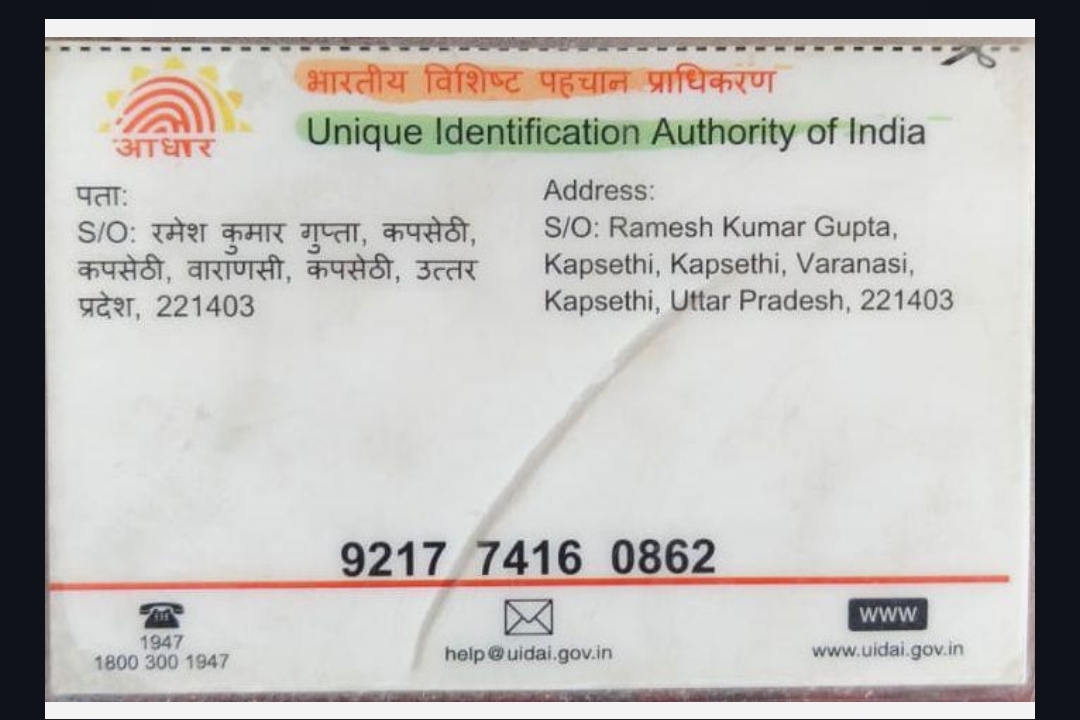 भारतीय विशिष्ट पहचान प्राधिकरण
Unique Identification Authority of India
आधार
पता:
S/O: रमेश कुमार गुप्ता, कपसेठी,
कपसेठी, वाराणसी, कपसेठी, उत्तर
प्रदेश, 221403
Address:
S/O: Ramesh Kumar Gupta,
Kapsethi, Kapsethi, Varanasi,
Kapsethi, Uttar Pradesh, 221403
9217 7416 0862
1947
1800 300 1947
help@uidai.gov.in
www
www.uidai.gov.in